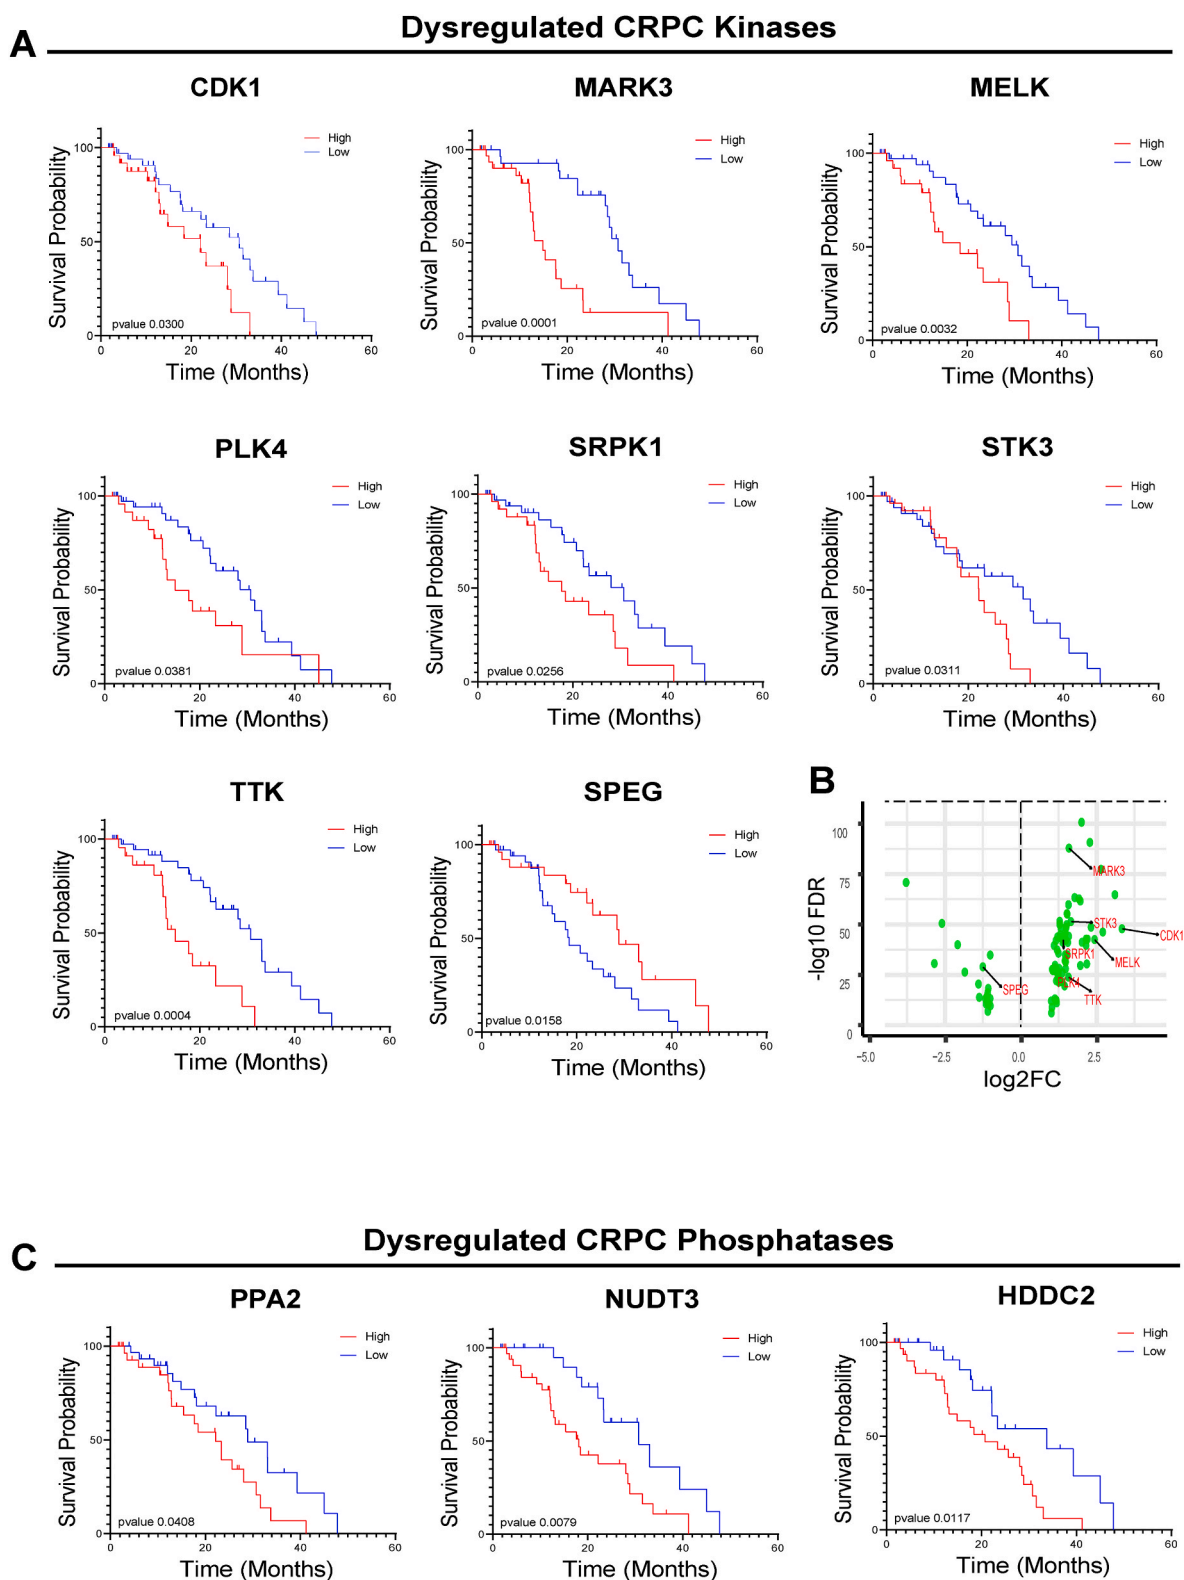 A
Dysregulated CRPC Kinases
CDK1
MARK3
MELK
Survival Probability
100
50
0
High
Low
pvalue 0.0300
0 20 40 60
Time (Months)
Survival Probability
100
50
0
High
Low
pvalue 0.0001
0 20 40 60
Time (Months)
Survival Probability
100
50
0
High
Low
pvalue 0.0032
0 20 40 60
Time (Months)
PLK4
SRPK1
STK3
Survival Probability
100
50
0
High
Low
pvalue 0.0381
0 20 40 60
Time (Months)
Survival Probability
100
50
0
High
Low
pvalue 0.0256
0 20 40 60
Time (Months)
Survival Probability
100
50
0
High
Low
pvalue 0.0311
0 20 40 60
Time (Months)
TTK
SPEG
Survival Probability
100
50
0
High
Low
pvalue 0.0004
0 20 40 60
Time (Months)
Survival Probability
100
50
0
High
Low
pvalue 0.0158
0 20 40 60
Time (Months)
B
-log10 FDR
100
75
50
25
0
MARK3
STK3
CDK1
SRPK1
MELK
PLK4
SPEG
TTK
−5.0 −2.5 0.0 2.5
log2FC
C
Dysregulated CRPC Phosphatases
PPA2
NUDT3
HDDC2
Survival Probability
100
50
0
High
Low
pvalue 0.0408
0 20 40 60
Time (Months)
Survival Probability
100
50
0
High
Low
pvalue 0.0079
0 20 40 60
Time (Months)
Survival Probability
100
50
0
High
Low
pvalue 0.0117
0 20 40 60
Time (Months)